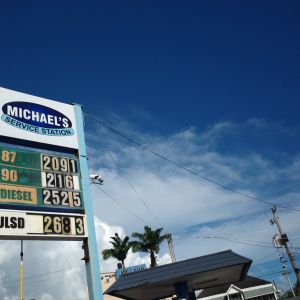 MICHAEL'S
SERVICE STATION
87 2091
90 2161
DIESEL 2525
ULSD 2683